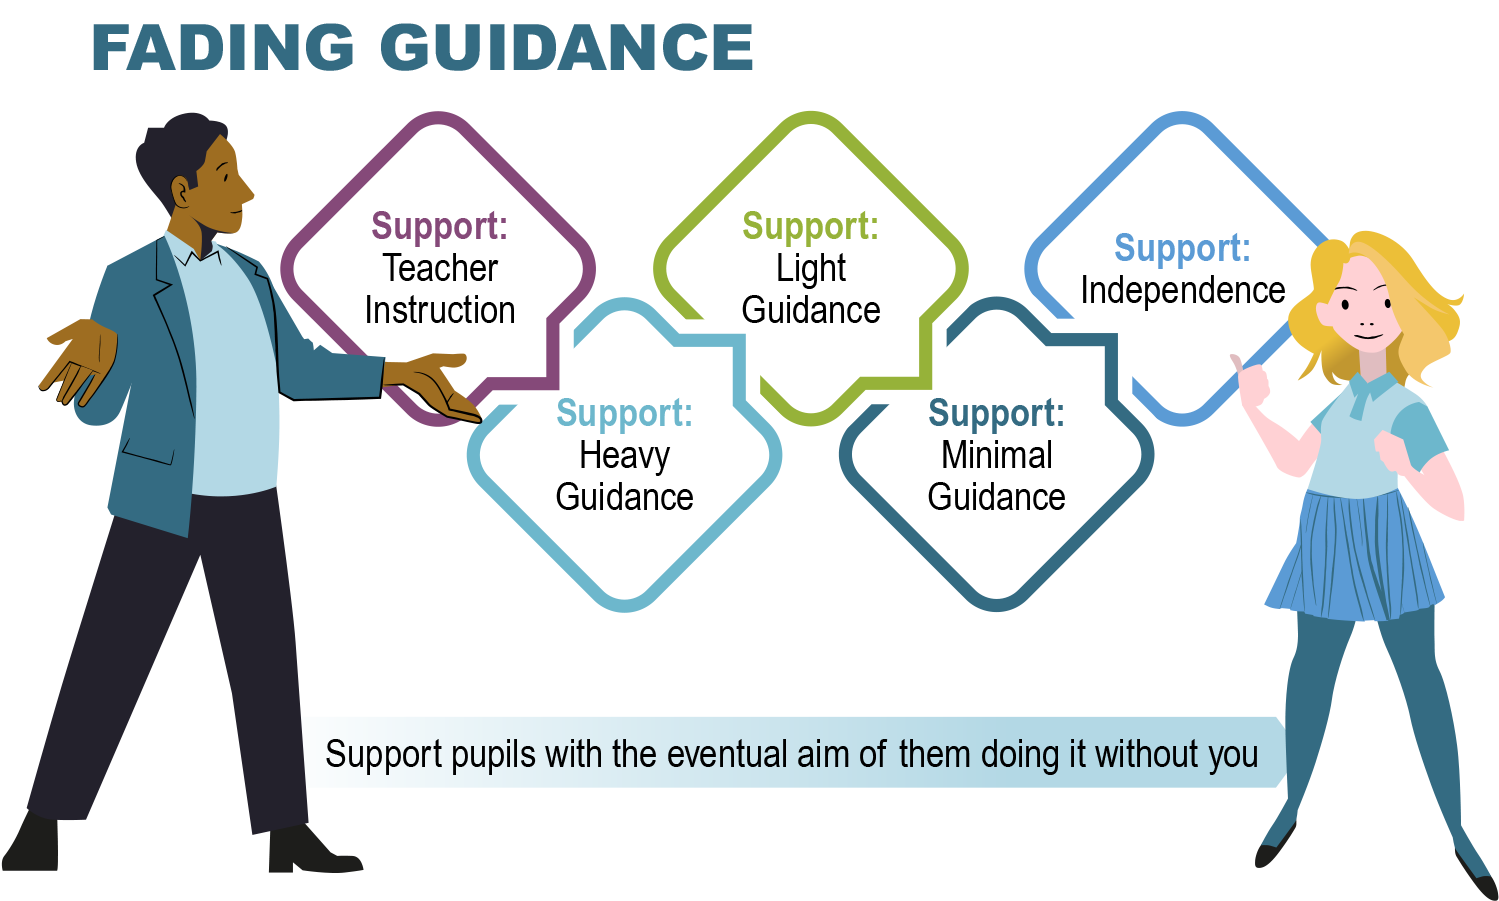 FADING GUIDANCE
Support:
Teacher
Instruction
Support:
Heavy
Guidance
Support:
Light
Guidance
Support:
Minimal
Guidance
Support:
Independence
Support pupils with the eventual aim of them doing it without you